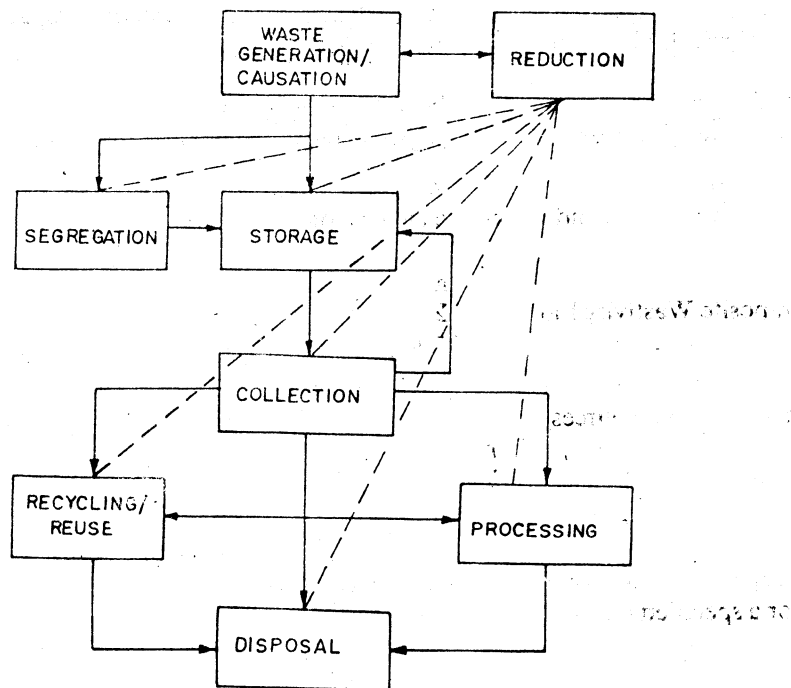 WASTE
GENERATION/
CAUSATION
REDUCTION
SEGREGATION
STORAGE
COLLECTION
RECYCLING/
REUSE
PROCESSING
DISPOSAL